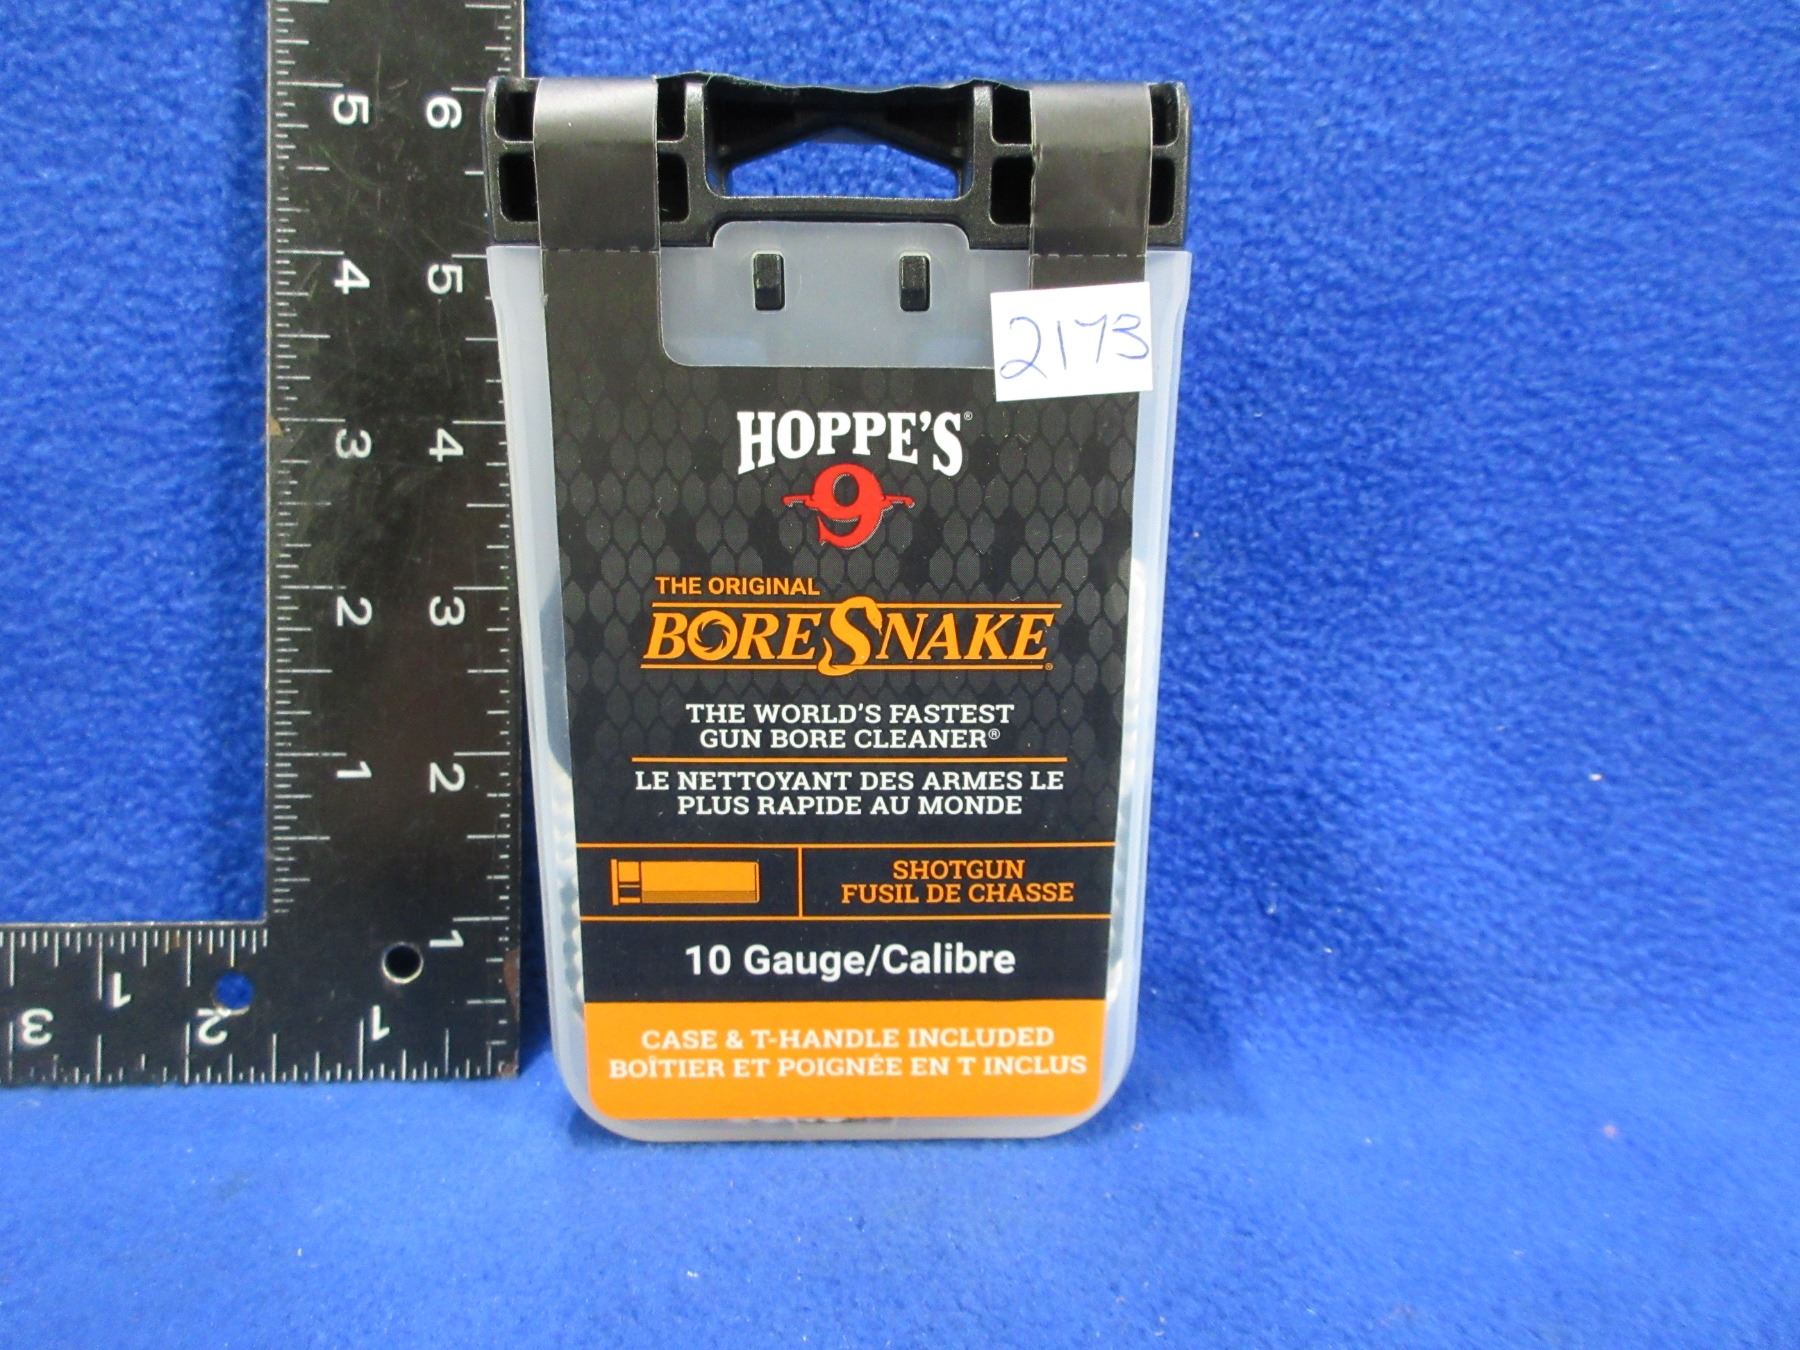 2173
HOPPE'S®
9
THE ORIGINAL
BORESNAKE®
THE WORLD'S FASTEST
GUN BORE CLEANER®
LE NETTOYANT DES ARMES LE
PLUS RAPIDE AU MONDE
SHOTGUN
FUSIL DE CHASSE
10 Gauge/Calibre
CASE & T-HANDLE INCLUDED
BOÎTIER ET POIGNÉE EN T INCLUS
5 6
4 5
3 4
2 3
1 2
1
1
3 2 1